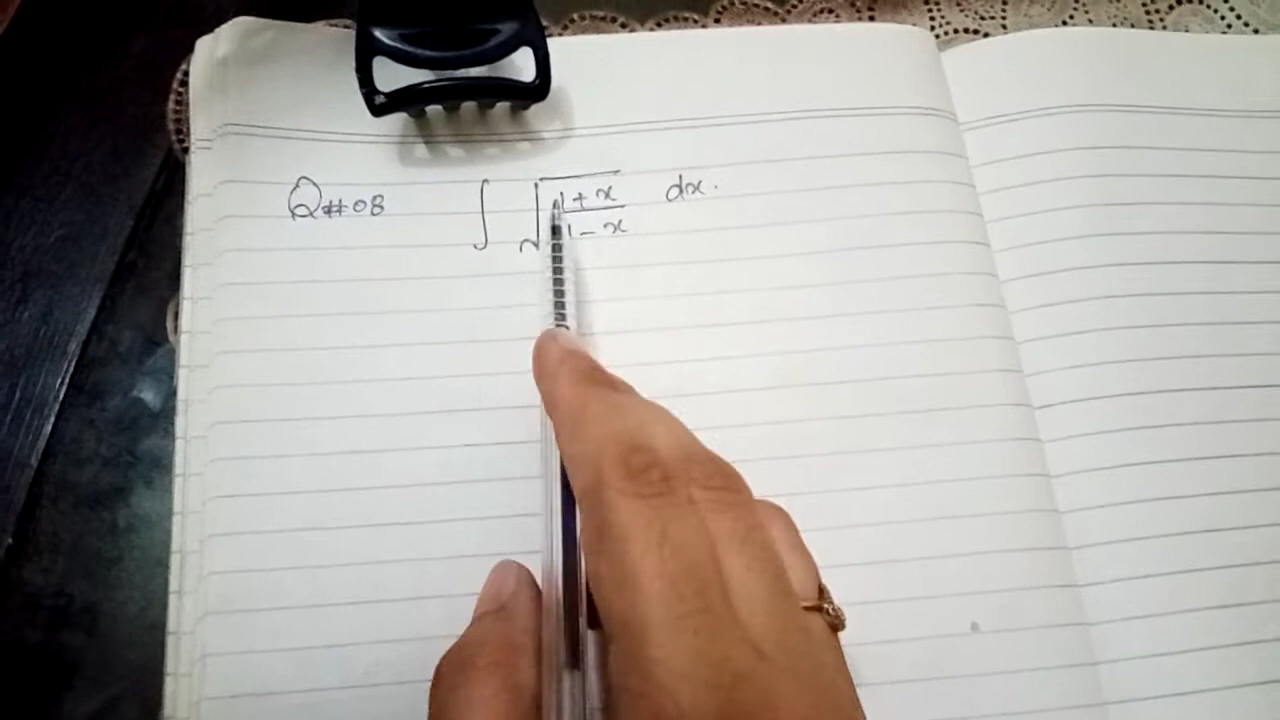 Q#08 ∫ √((1+x)/(1-x)) dx.